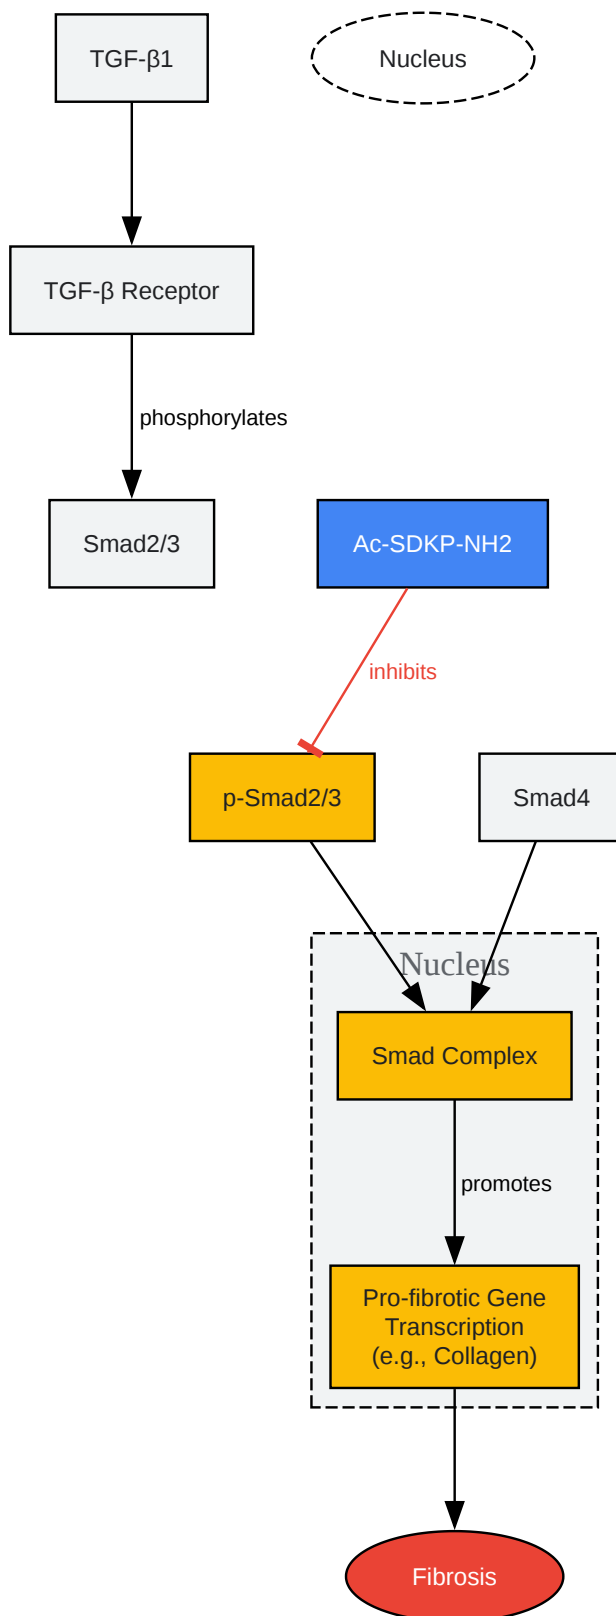 TGF-β1
Nucleus
TGF-β Receptor
phosphorylates
Smad2/3
Ac-SDKP-NH2
inhibits
p-Smad2/3
Smad4
Nucleus
Smad Complex
promotes
Pro-fibrotic Gene
Transcription
(e.g., Collagen)
Fibrosis